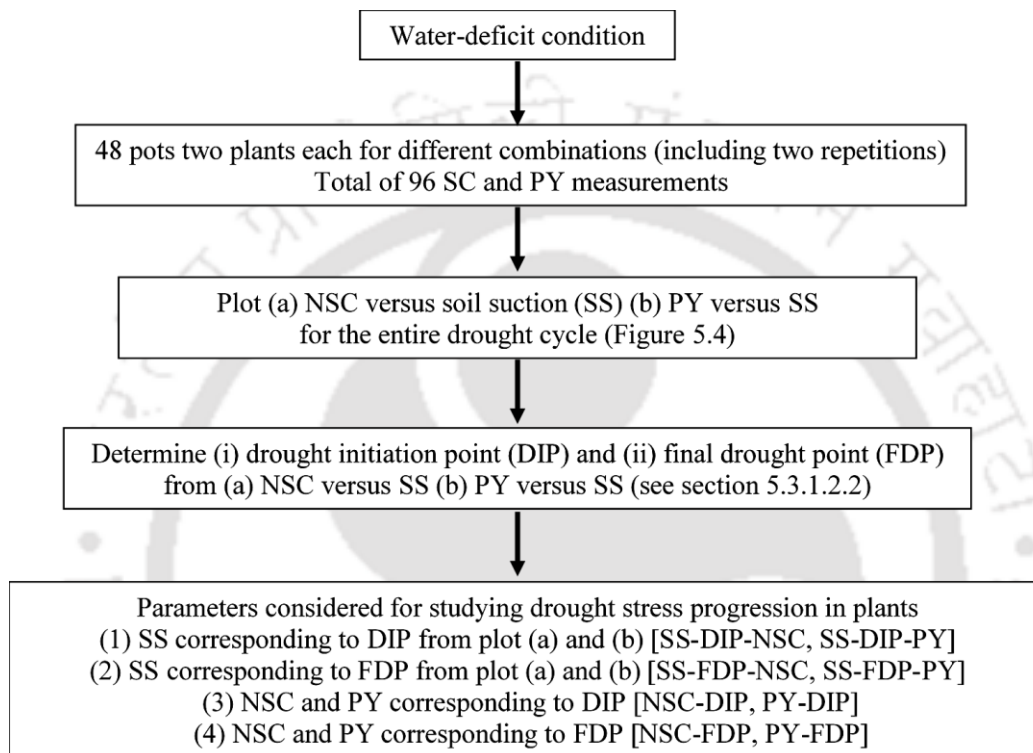 Water-deficit condition
48 pots two plants each for different combinations (including two repetitions)
Total of 96 SC and PY measurements
Plot (a) NSC versus soil suction (SS) (b) PY versus SS
for the entire drought cycle (Figure 5.4)
Determine (i) drought initiation point (DIP) and (ii) final drought point (FDP)
from (a) NSC versus SS (b) PY versus SS (see section 5.3.1.2.2)
Parameters considered for studying drought stress progression in plants
(1) SS corresponding to DIP from plot (a) and (b) [SS-DIP-NSC, SS-DIP-PY]
(2) SS corresponding to FDP from plot (a) and (b) [SS-FDP-NSC, SS-FDP-PY]
(3) NSC and PY corresponding to DIP [NSC-DIP, PY-DIP]
(4) NSC and PY corresponding to FDP [NSC-FDP, PY-FDP]